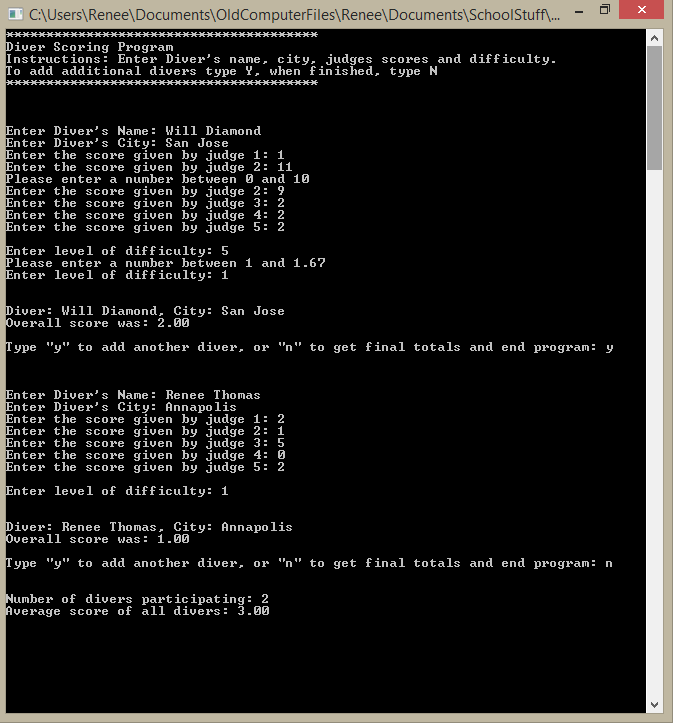 C:\Users\Renee\Documents\OldComputerFiles\Renee\Documents\SchoolStuff\...
***************************************
Diver Scoring Program
Instructions: Enter Diver's name, city, judges scores and difficulty.
To add additional divers type Y, when finished, type N
***************************************
Enter Diver's Name: Will Diamond
Enter Diver's City: San Jose
Enter the score given by judge 1: 1
Enter the score given by judge 2: 11
Please enter a number between 0 and 10
Enter the score given by judge 2: 9
Enter the score given by judge 3: 2
Enter the score given by judge 4: 2
Enter the score given by judge 5: 2
Enter level of difficulty: 5
Please enter a number between 1 and 1.67
Enter level of difficulty: 1
Diver: Will Diamond, City: San Jose
Overall score was: 2.00
Type "y" to add another diver, or "n" to get final totals and end program: y
Enter Diver's Name: Renee Thomas
Enter Diver's City: Annapolis
Enter the score given by judge 1: 2
Enter the score given by judge 2: 1
Enter the score given by judge 3: 5
Enter the score given by judge 4: 0
Enter the score given by judge 5: 2
Enter level of difficulty: 1
Diver: Renee Thomas, City: Annapolis
Overall score was: 1.00
Type "y" to add another diver, or "n" to get final totals and end program: n
Number of divers participating: 2
Average score of all divers: 3.00